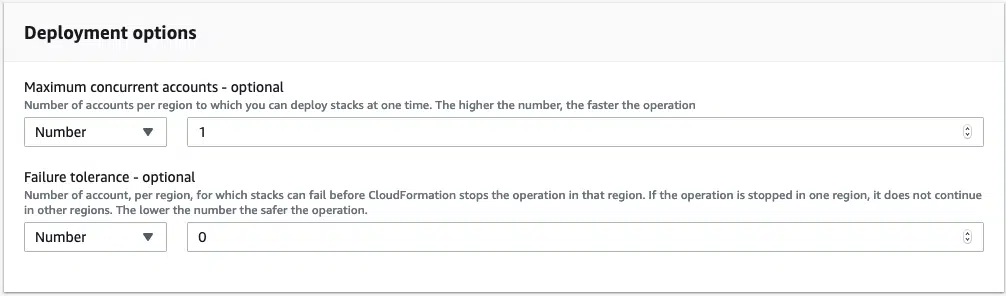 Deployment options
Maximum concurrent accounts - optional
Number of accounts per region to which you can deploy stacks at one time. The higher the number, the faster the operation
Number 1
Failure tolerance - optional
Number of account, per region, for which stacks can fail before CloudFormation stops the operation in that region. If the operation is stopped in one region, it does not continue
in other regions. The lower the number the safer the operation.
Number 0